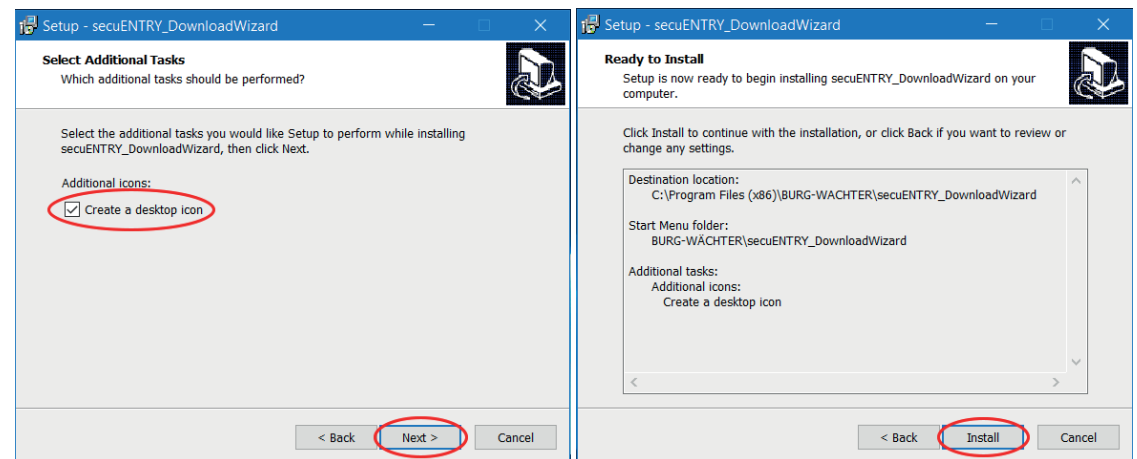 Setup - secuENTRY_DownloadWizard
Select Additional Tasks
Which additional tasks should be performed?
Select the additional tasks you would like Setup to perform while installing
secuENTRY_DownloadWizard, then click Next.
Additional icons:
Create a desktop icon
< Back
Next >
Cancel
Setup - secuENTRY_DownloadWizard
Ready to Install
Setup is now ready to begin installing secuENTRY_DownloadWizard on your
computer.
Click Install to continue with the installation, or click Back if you want to review or
change any settings.
Destination location:
C:\Program Files (x86)\BURG-WACHTER\secuENTRY_DownloadWizard
Start Menu folder:
BURG-WÄCHTER\secuENTRY_DownloadWizard
Additional tasks:
Additional icons:
Create a desktop icon
< Back
Install
Cancel